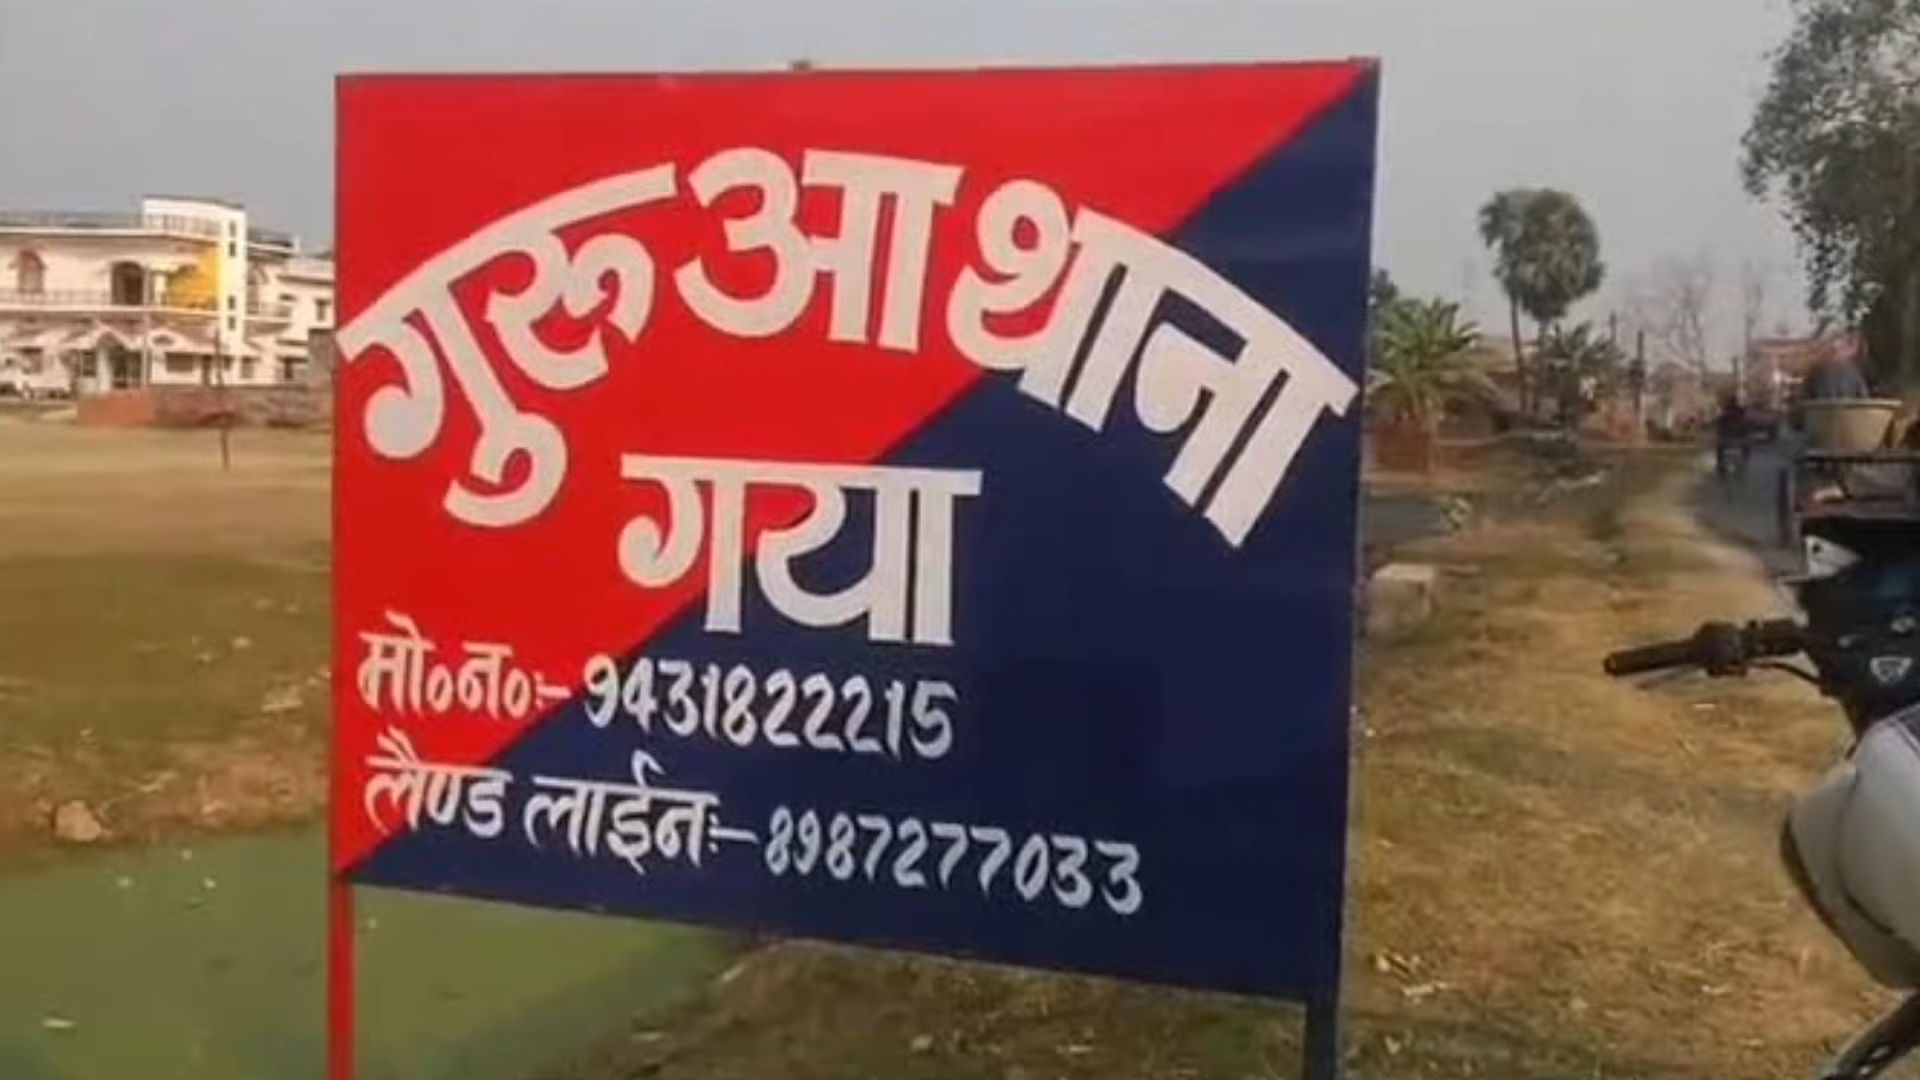 गुरूआ थाना
गया
मो०न०:- 9431822215
लैण्ड लाईन:- 8987277033